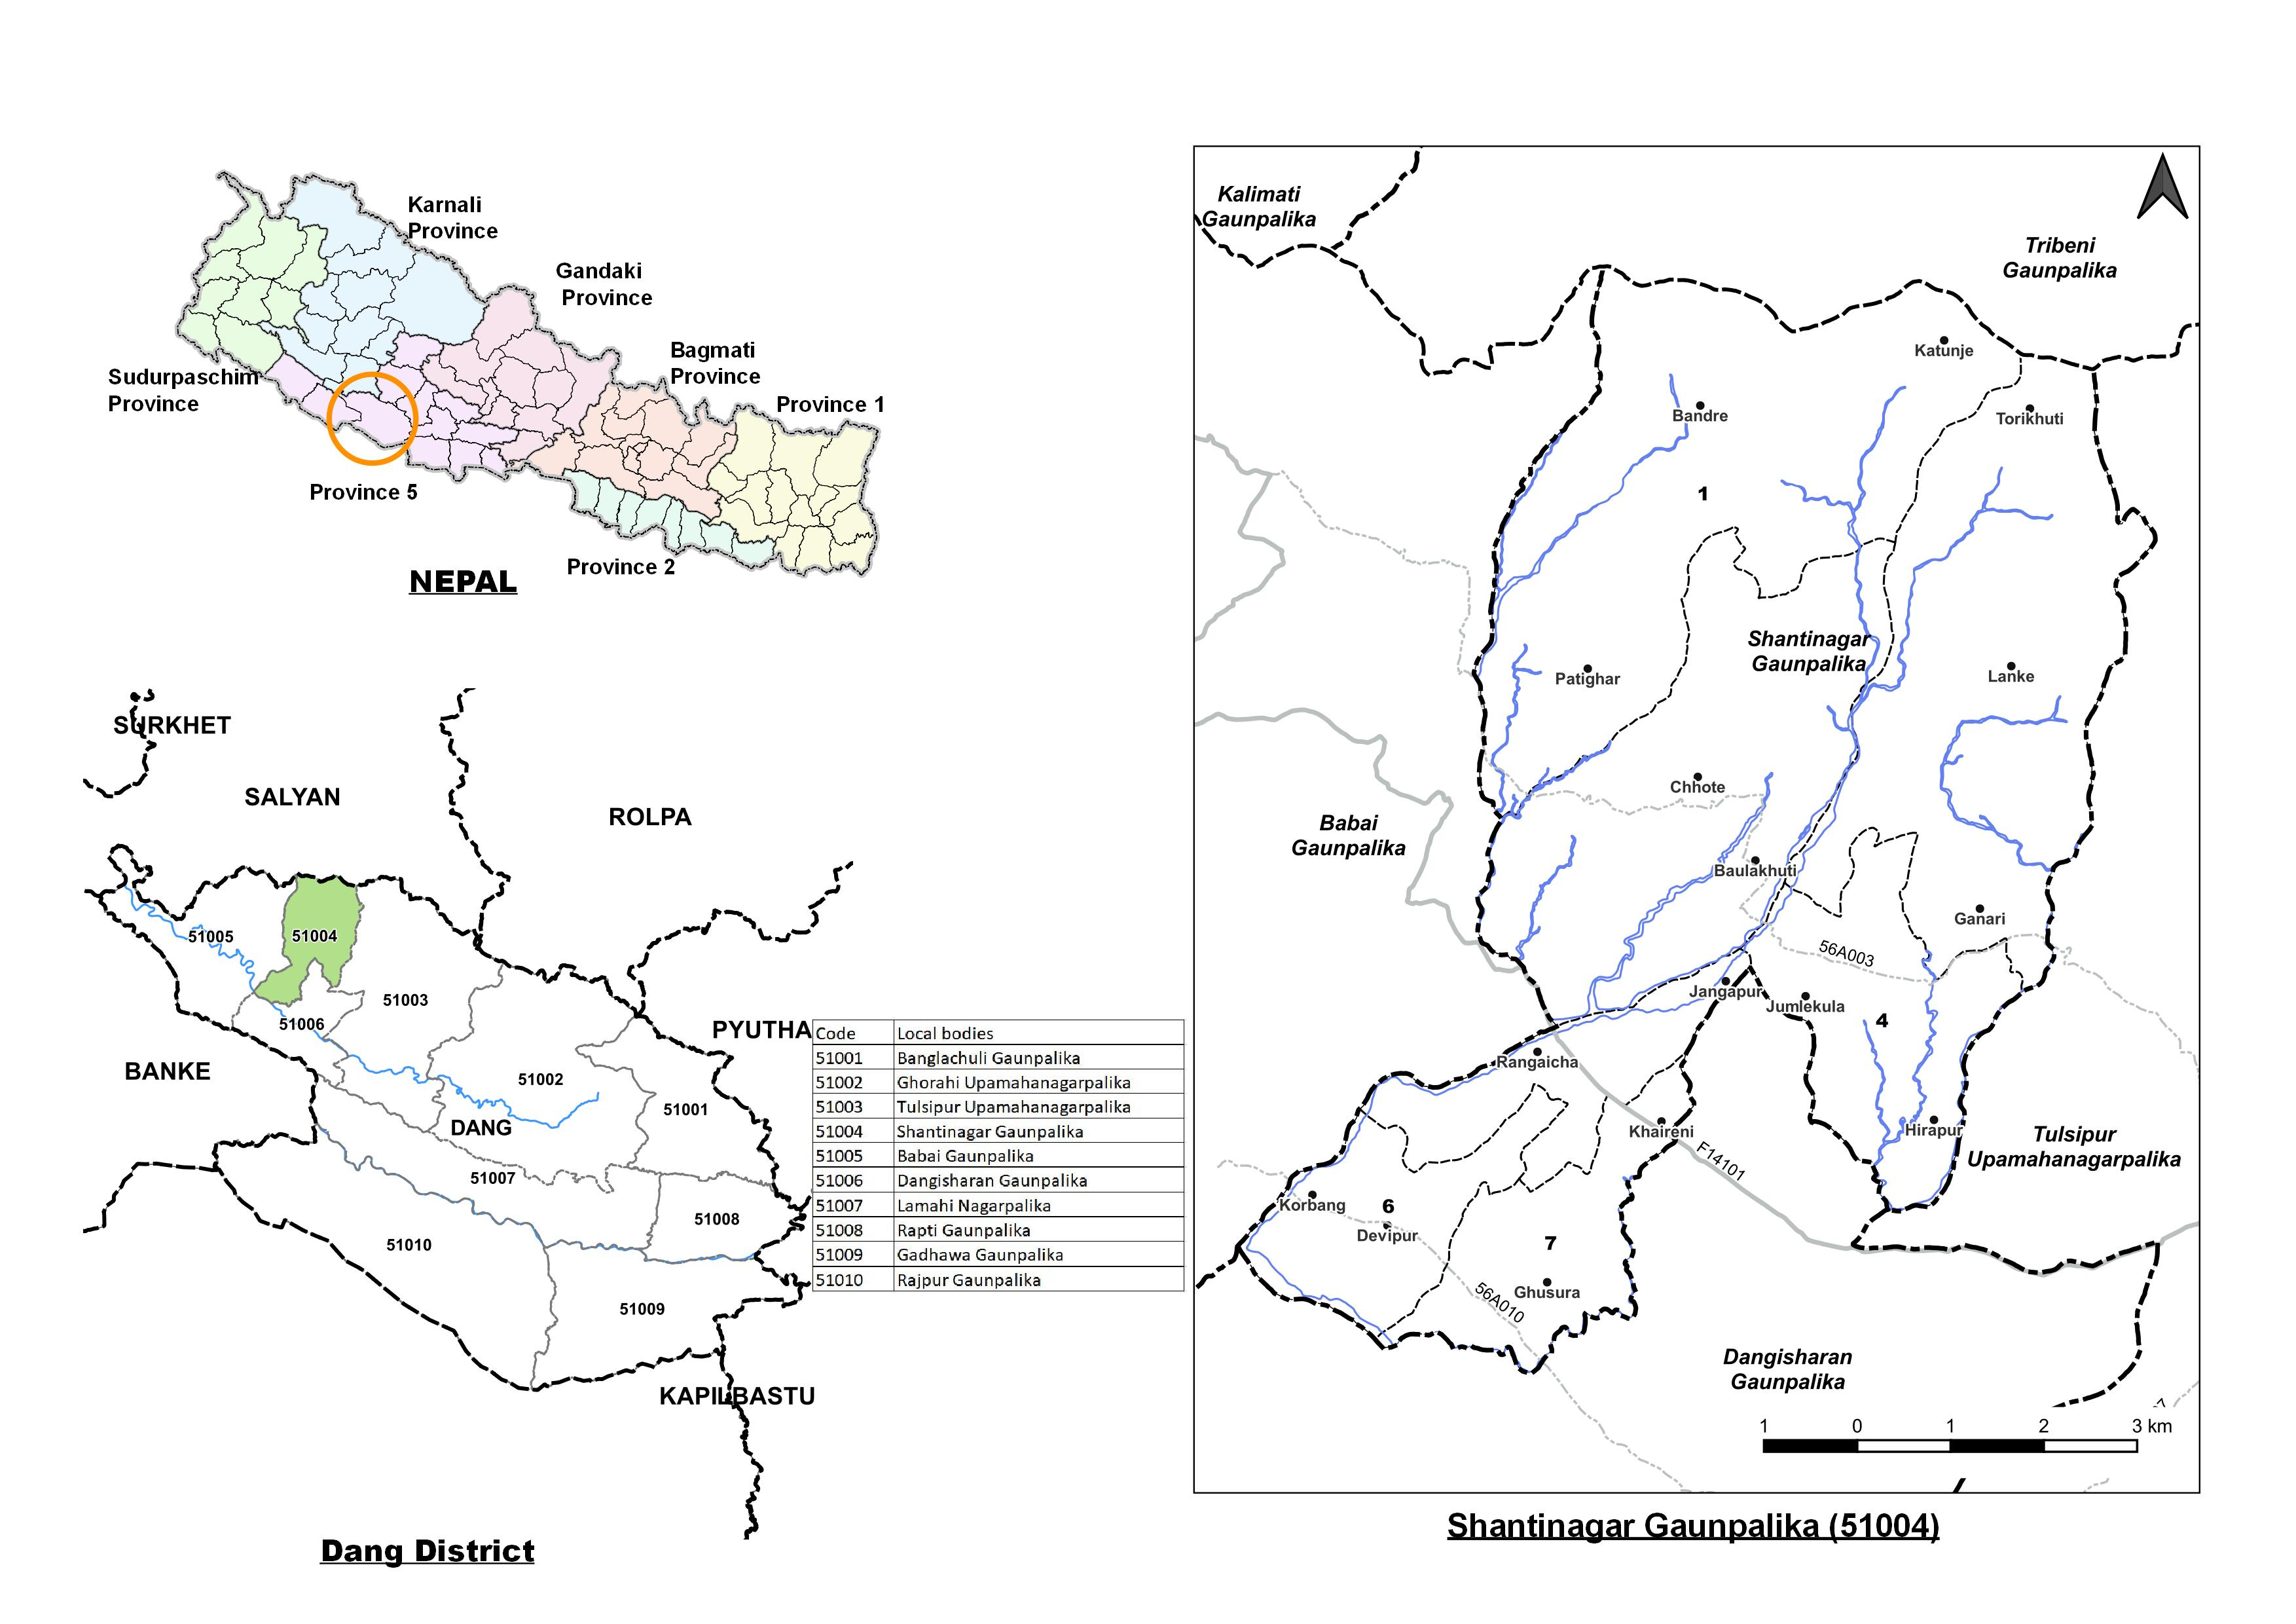 Karnali
Province
Gandaki
Province
Bagmati
Province
Sudurpaschim
Province
Province 1
Province 5
Province 2
NEPAL
SURKHET
SALYAN
ROLPA
51005
51004
51003
51006
PYUTHA
BANKE
51002
51001
DANG
51007
51008
51010
51009
KAPILBASTU
Dang District
Code Local bodies
51001 Banglachuli Gaunpalika
51002 Ghorahi Upamahanagarpalika
51003 Tulsipur Upamahanagarpalika
51004 Shantinagar Gaunpalika
51005 Babai Gaunpalika
51006 Dangisharan Gaunpalika
51007 Lamahi Nagarpalika
51008 Rapti Gaunpalika
51009 Gadhawa Gaunpalika
51010 Rajpur Gaunpalika
Kalimati
Gaunpalika
Tribeni
Gaunpalika
Katunje
Bandre
Torikhuti
1
Shantinagar
Gaunpalika
Patighar
Lanke
Chhote
Babai
Gaunpalika
Baulakhuti
Ganari
56A003
Jangapur
Jumlekula
4
Rangaicha
Khaireni
Hirapur
F14101
Tulsipur
Upamahanagarpalika
Korbang
6
Devipur
7
Ghusura
56A010
Dangisharan
Gaunpalika
1 0 1 2 3 km
Shantinagar Gaunpalika (51004)